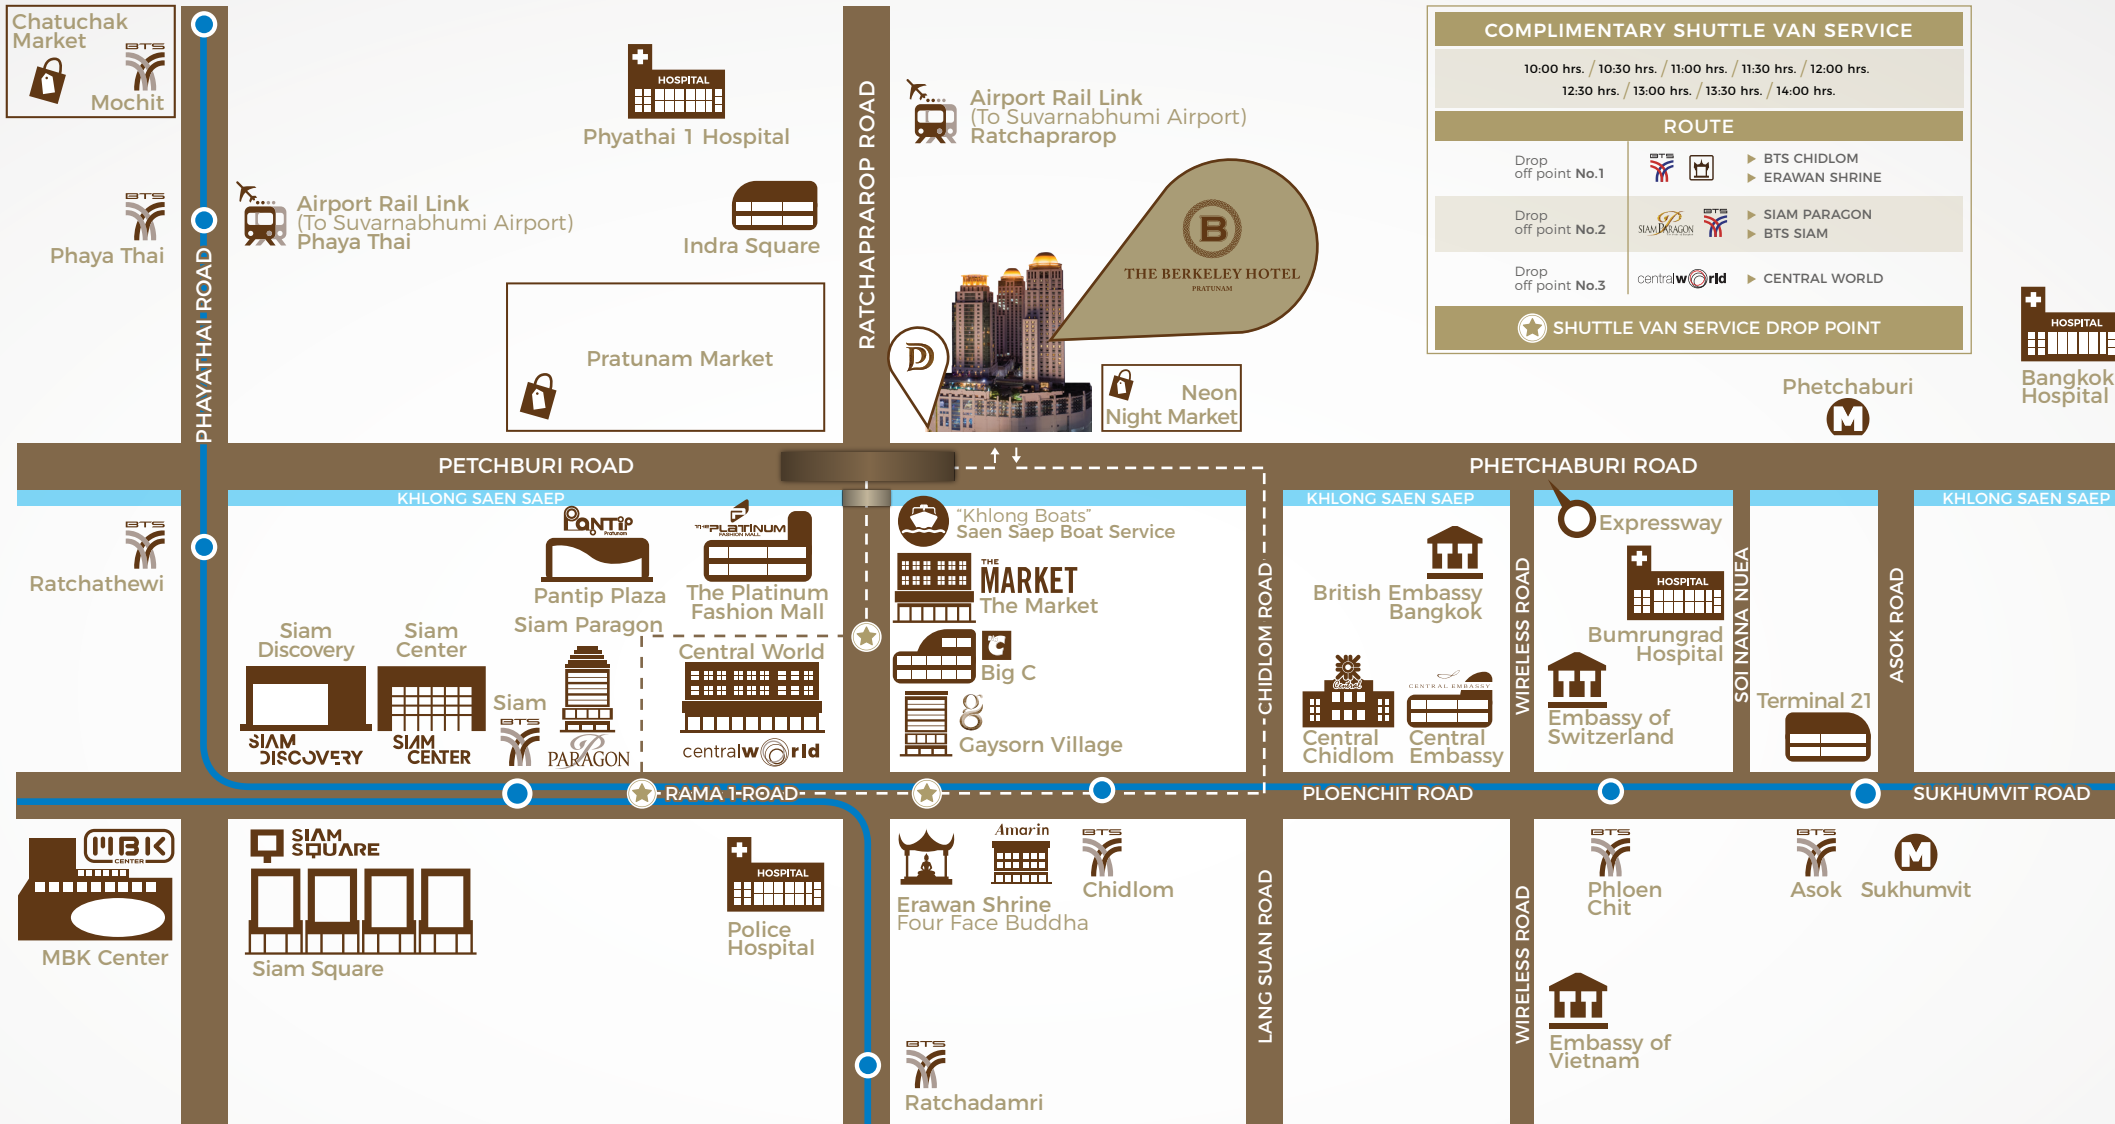 Chatuchak
Market
BTS
Mochit
HOSPITAL
Phyathai 1 Hospital
RATCHAPRAROP ROAD
Airport Rail Link
(To Suvarnabhumi Airport)
Ratchaprarop
COMPLIMENTARY SHUTTLE VAN SERVICE
10:00 hrs. / 10:30 hrs. / 11:00 hrs. / 11:30 hrs. / 12:00 hrs.
12:30 hrs. / 13:00 hrs. / 13:30 hrs. / 14:00 hrs.
ROUTE
Drop
off point No.1
BTS
BTS CHIDLOM
ERAWAN SHRINE
Drop
off point No.2
SIAM PARAGON
BTS
SIAM PARAGON
BTS SIAM
Drop
off point No.3
centralwOrld
CENTRAL WORLD
SHUTTLE VAN SERVICE DROP POINT
BTS
Phaya Thai
PHAYATHAI ROAD
Airport Rail Link
(To Suvarnabhumi Airport)
Phaya Thai
Indra Square
B
THE BERKELEY HOTEL
PRATUNAM
Pratunam Market
D
Neon
Night Market
Phetchaburi
M
HOSPITAL
Bangkok
Hospital
PETCHBURI ROAD
PHETCHABURI ROAD
KHLONG SAEN SAEP
KHLONG SAEN SAEP
KHLONG SAEN SAEP
BTS
Ratchathewi
PANTIP
Pratunam
Pantip Plaza
THE PLATINUM
FASHION MALL
The Platinum
Fashion Mall
"Khlong Boats"
Saen Saep Boat Service
THE
MARKET
The Market
CHIDLOM ROAD
British Embassy
Bangkok
WIRELESS ROAD
Expressway
HOSPITAL
Bumrungrad
Hospital
SOI NANA NUEA
ASOK ROAD
Siam
Discovery
SIAM
DISCOVERY
Siam
Center
SIAM
CENTER
Siam
BTS
Siam Paragon
PARAGON
Central World
centralwOrld
C
Big C
g
Gaysorn Village
Central
Central
Chidlom
CENTRAL EMBASSY
Central
Embassy
Embassy of
Switzerland
Terminal 21
RAMA 1 ROAD
PLOENCHIT ROAD
SUKHUMVIT ROAD
MBK
CENTER
MBK Center
SIAM
SQUARE
Siam Square
HOSPITAL
Police
Hospital
Erawan Shrine
Four Face Buddha
Amarin
BTS
Chidlom
LANG SUAN ROAD
WIRELESS ROAD
BTS
Phloen
Chit
BTS
Asok
M
Sukhumvit
Embassy of
Vietnam
BTS
Ratchadamri